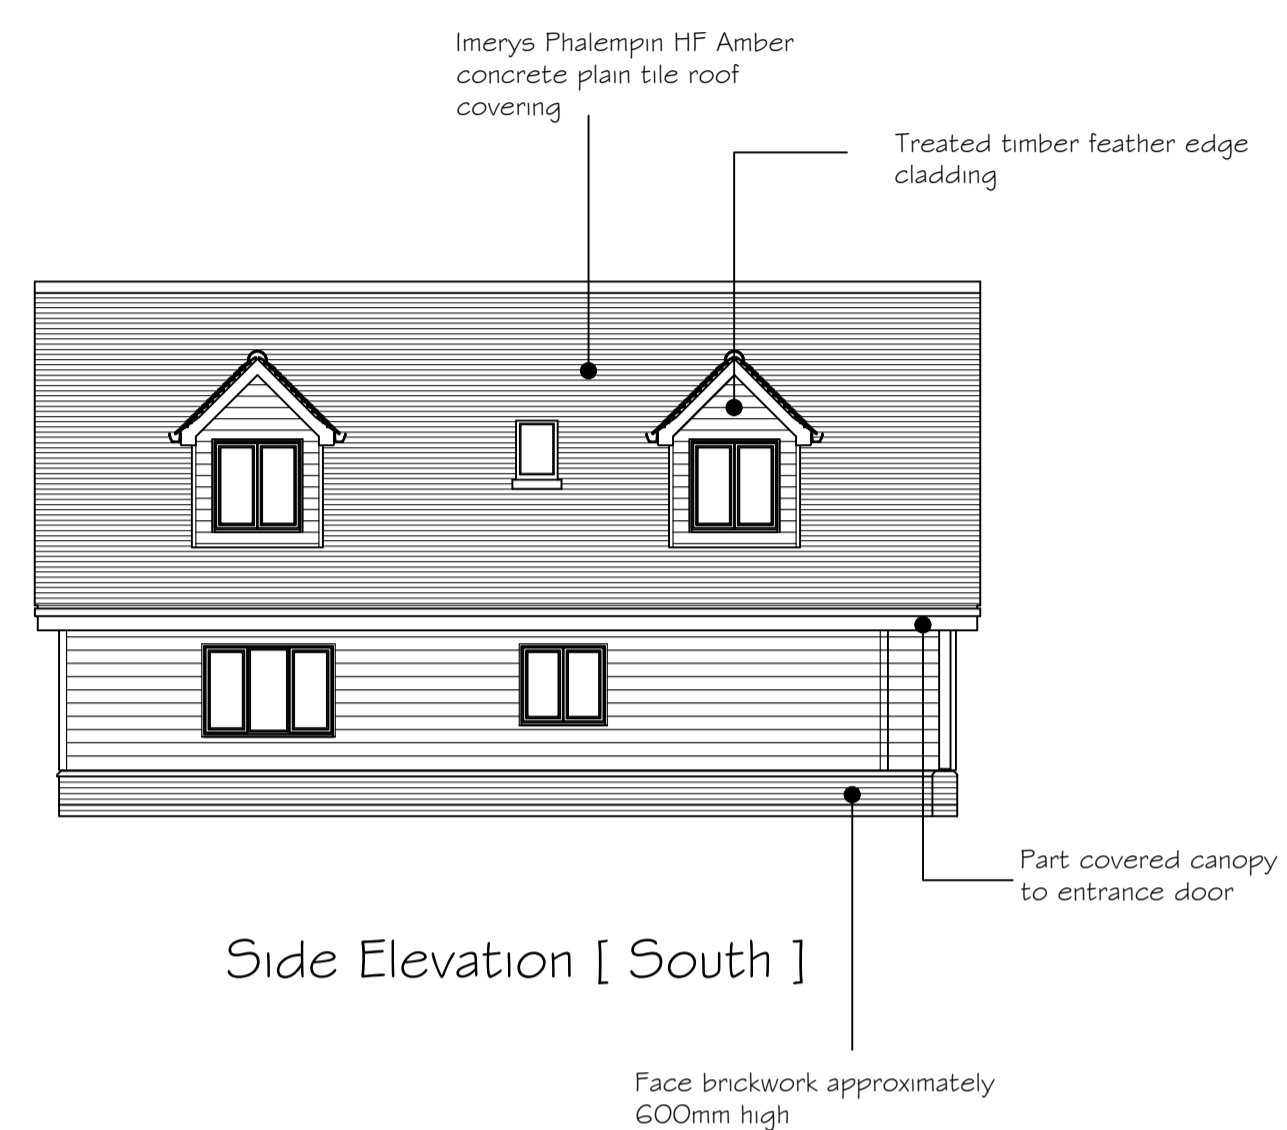 Imerys Phalempin HF Amber
concrete plain tile roof
covering
Treated timber feather edge
cladding
Part covered canopy
to entrance door
Side Elevation [ South ]
Face brickwork approximately
600mm high